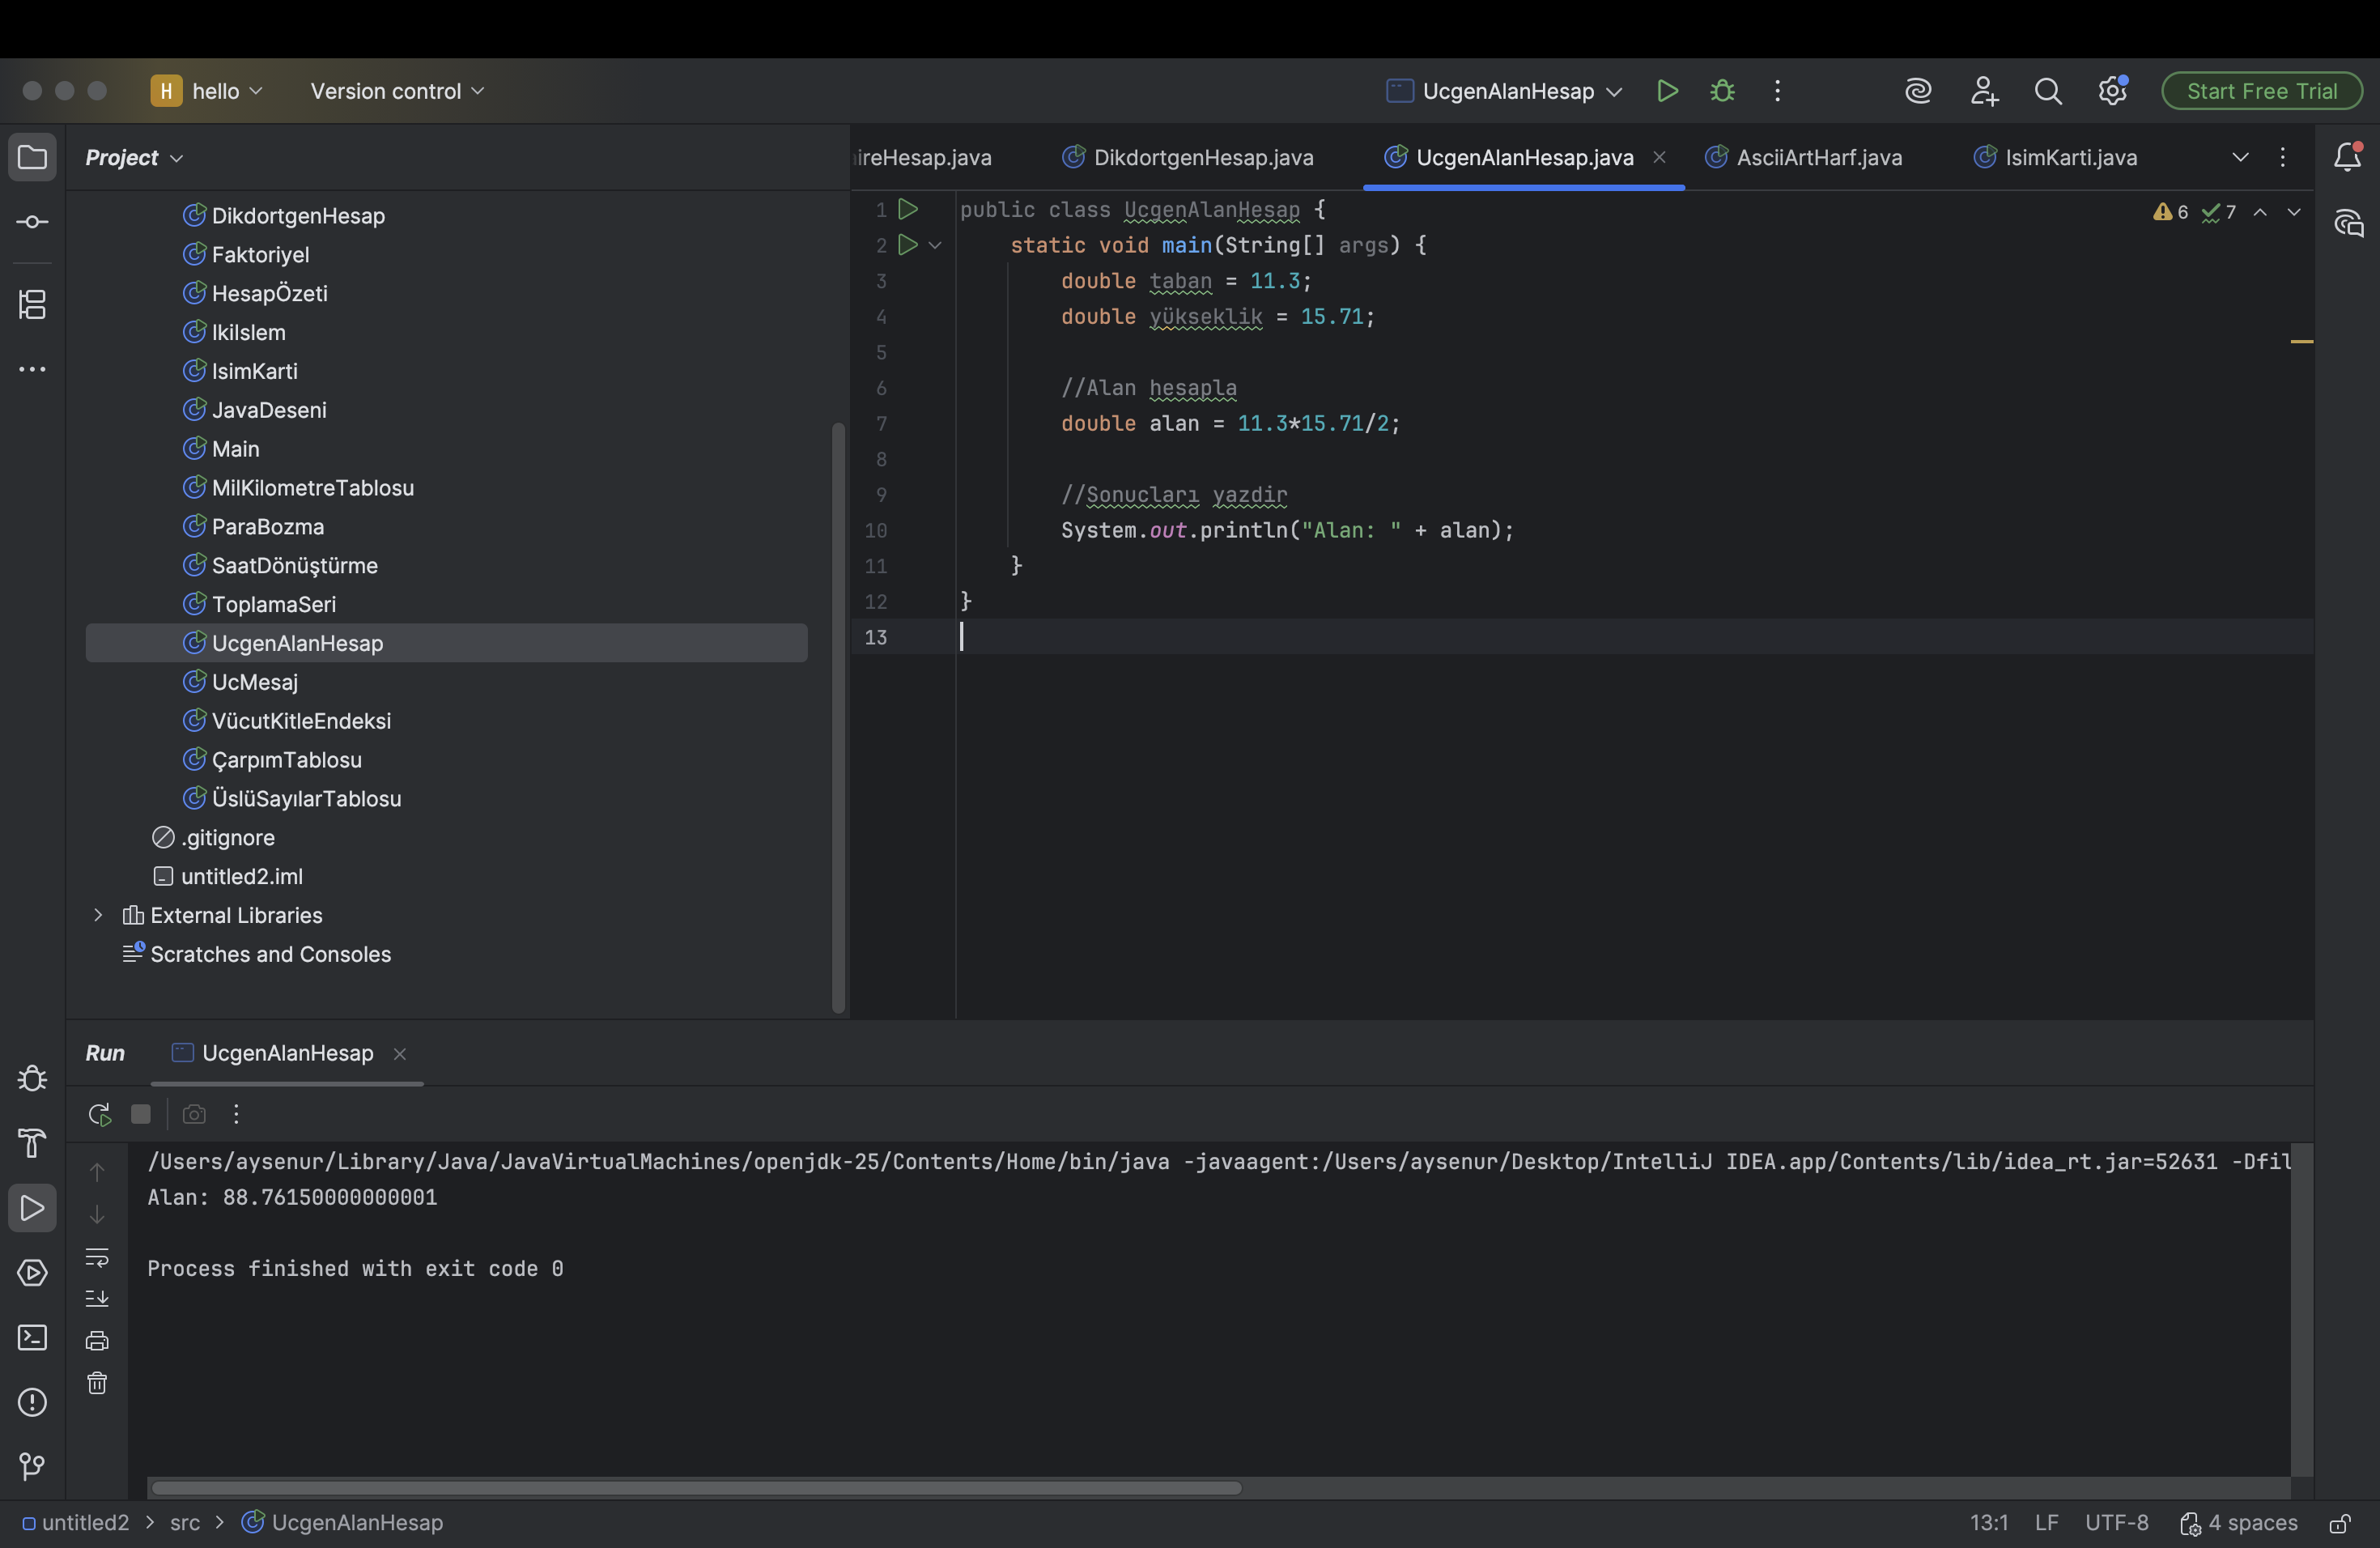 H hello Version control UcgenAlanHesap Start Free Trial
Project
DikdortgenHesap
Faktoriyel
HesapÖzeti
IkiIslem
IsimKarti
JavaDeseni
Main
MilKilometreTablosu
ParaBozma
SaatDönüştürme
ToplamaSeri
UcgenAlanHesap
UcMesaj
VücutKitleEndeksi
ÇarpımTablosu
ÜslüSayılarTablosu
.gitignore
untitled2.iml
External Libraries
Scratches and Consoles
ireHesap.java DikdortgenHesap.java UcgenAlanHesap.java AsciiArtHarf.java IsimKarti.java
6 7
1 public class UcgenAlanHesap {
2 static void main(String[] args) {
3 double taban = 11.3;
4 double yükseklik = 15.71;
5
6 //Alan hesapla
7 double alan = 11.3*15.71/2;
8
9 //Sonucları yazdir
10 System.out.println("Alan: " + alan);
11 }
12 }
13
Run UcgenAlanHesap
/Users/aysenur/Library/Java/JavaVirtualMachines/openjdk-25/Contents/Home/bin/java -javaagent:/Users/aysenur/Desktop/IntelliJ IDEA.app/Contents/lib/idea_rt.jar=52631 -Dfil
Alan: 88.76150000000001
Process finished with exit code 0
untitled2 > src > UcgenAlanHesap 13:1 LF UTF-8 4 spaces